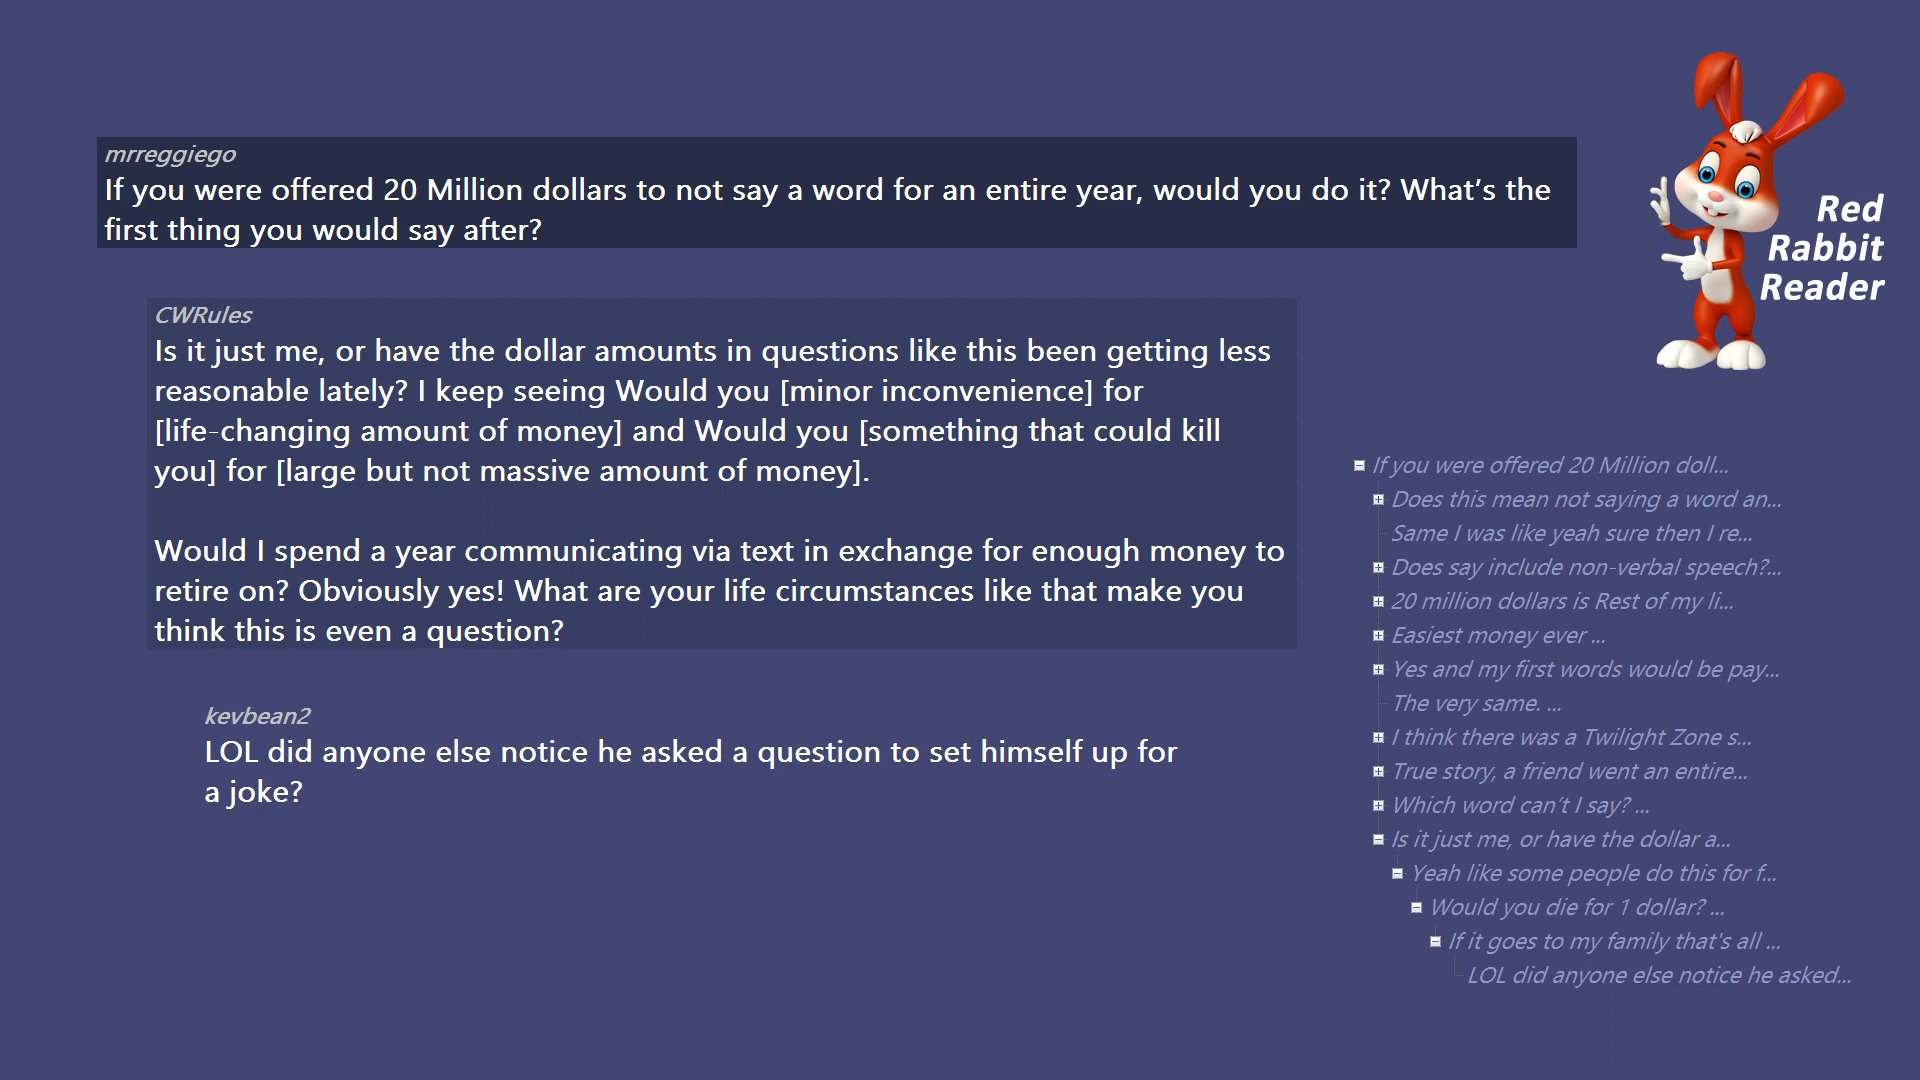 mrreggiego
If you were offered 20 Million dollars to not say a word for an entire year, would you do it? What's the
first thing you would say after?
CWRules
Is it just me, or have the dollar amounts in questions like this been getting less
reasonable lately? I keep seeing Would you [minor inconvenience] for
[life-changing amount of money] and Would you [something that could kill
you] for [large but not massive amount of money].
Would I spend a year communicating via text in exchange for enough money to
retire on? Obviously yes! What are your life circumstances like that make you
think this is even a question?
kevbean2
LOL did anyone else notice he asked a question to set himself up for
a joke?
Red
Rabbit
Reader
If you were offered 20 Million doll...
Does this mean not saying a word an...
Same I was like yeah sure then I re...
Does say include non-verbal speech?...
20 million dollars is Rest of my li...
Easiest money ever ...
Yes and my first words would be pay...
The very same. ...
I think there was a Twilight Zone s...
True story, a friend went an entire...
Which word can't I say? ...
Is it just me, or have the dollar a...
Yeah like some people do this for f...
Would you die for 1 dollar? ...
If it goes to my family that's all ...
LOL did anyone else notice he asked...